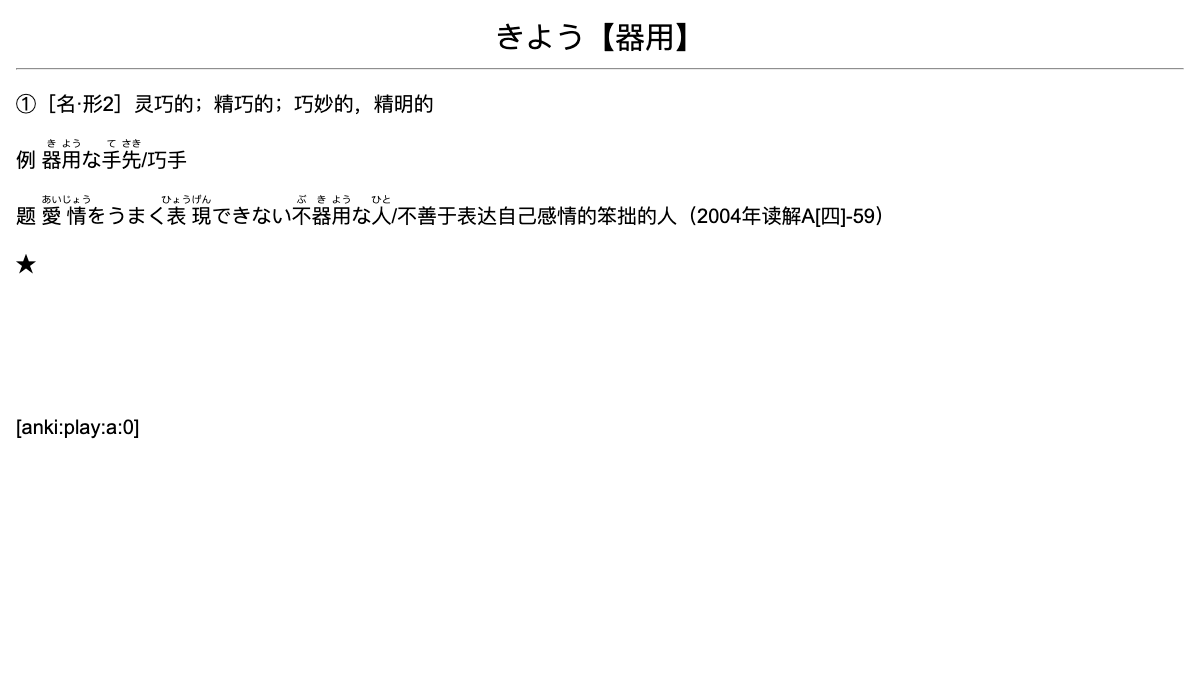 きよう【器用】
①［名·形2］灵巧的；精巧的；巧妙的，精明的
き よう て さき
例 器用な手先/巧手
あいじょう ひょうげん ぶ き よう ひと
题 愛情をうまく表現できない不器用な人/不善于表达自己感情的笨拙的人（2004年读解A[四]-59）
★
[anki:play:a:0]